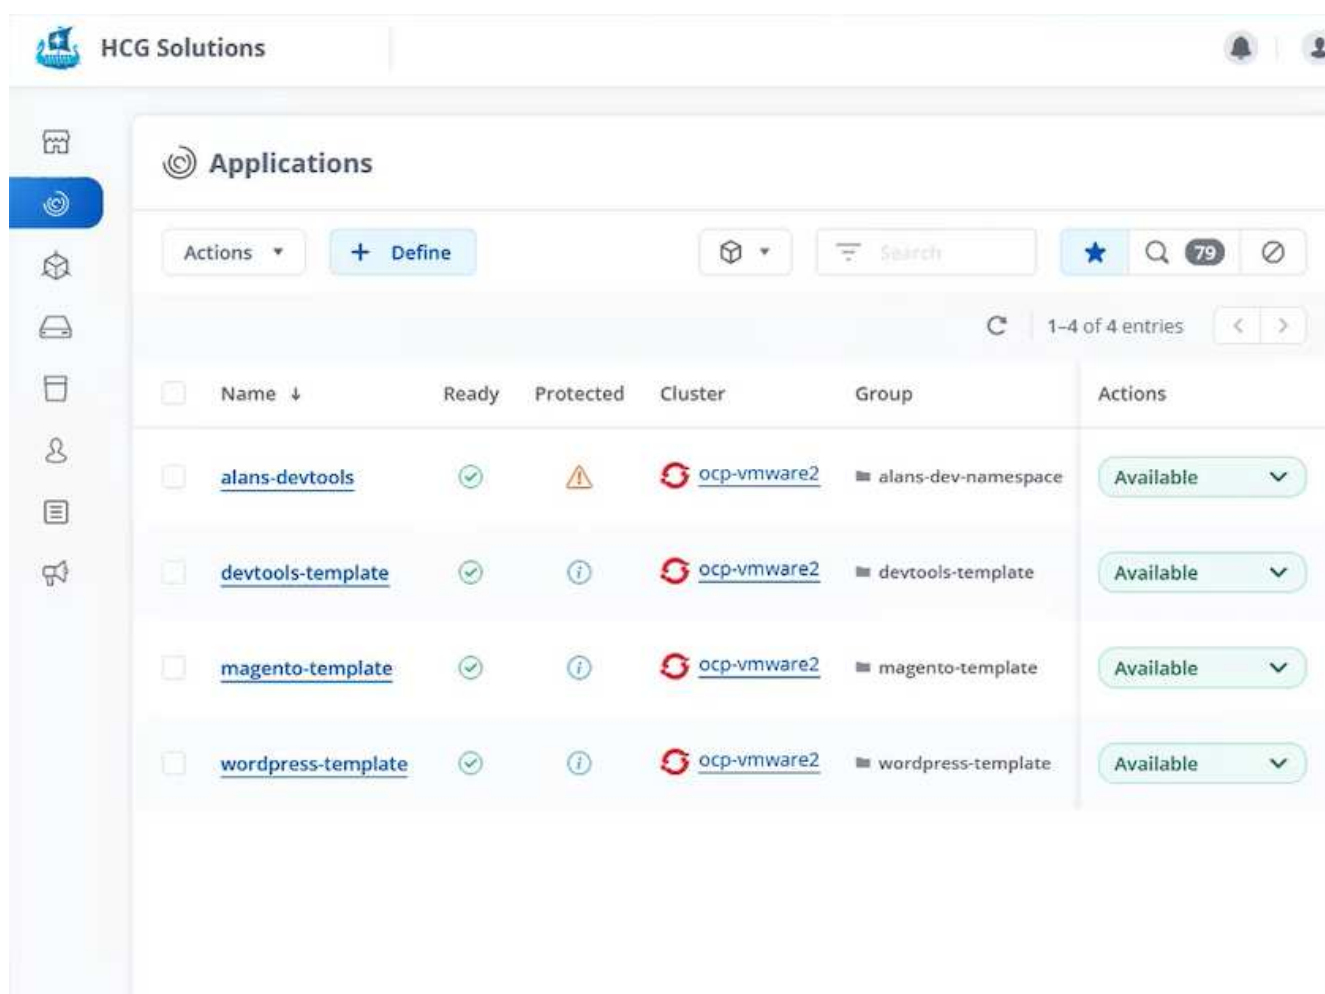 HCG Solutions
Applications
Actions + Define Search 79
1–4 of 4 entries
Name ↓ Ready Protected Cluster Group Actions
alans-devtools ocp-vmware2 alans-dev-namespace Available
devtools-template ocp-vmware2 devtools-template Available
magento-template ocp-vmware2 magento-template Available
wordpress-template ocp-vmware2 wordpress-template Available